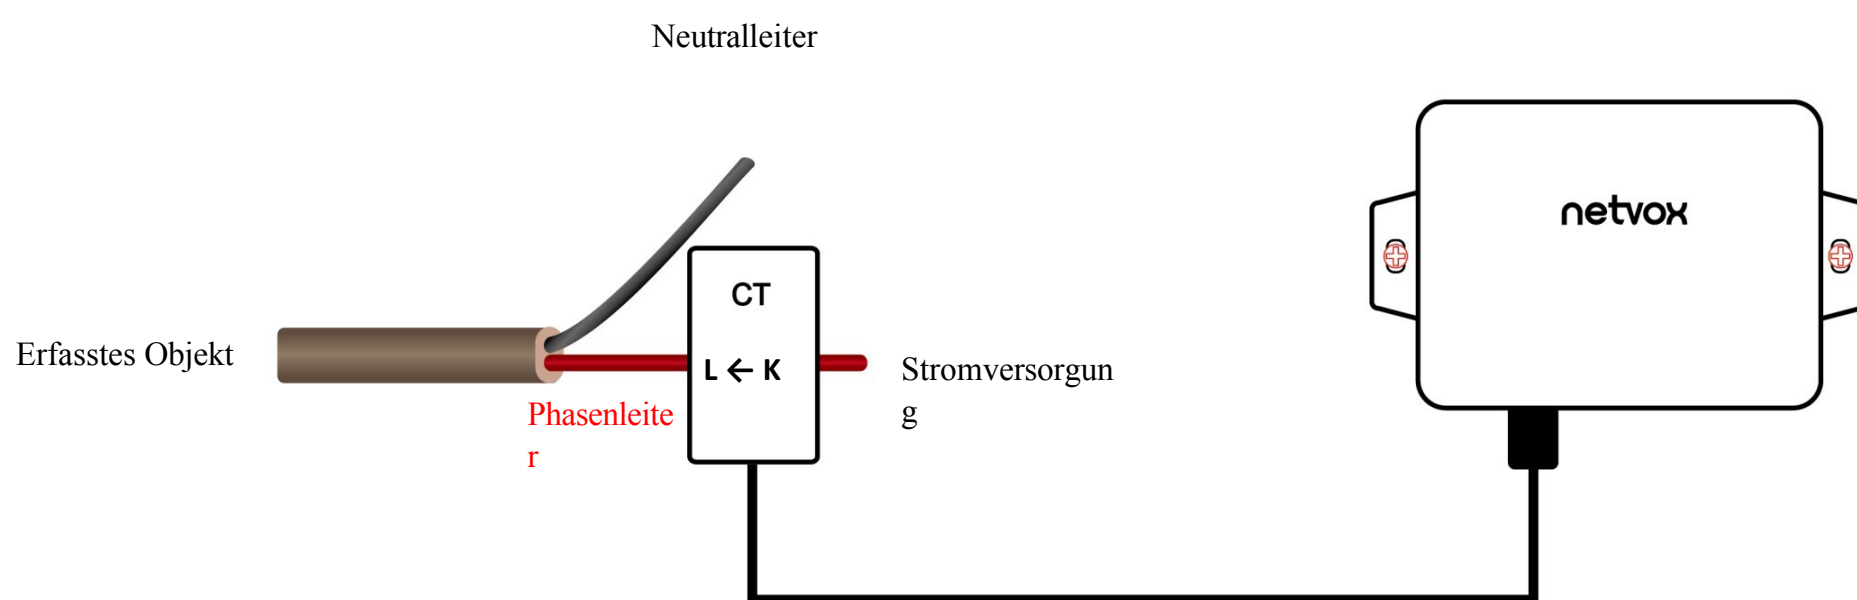 Neutralleiter
netvox
CT
Erfasstes Objekt
L ← K
Stromversorgun
g
Phasenleite
r